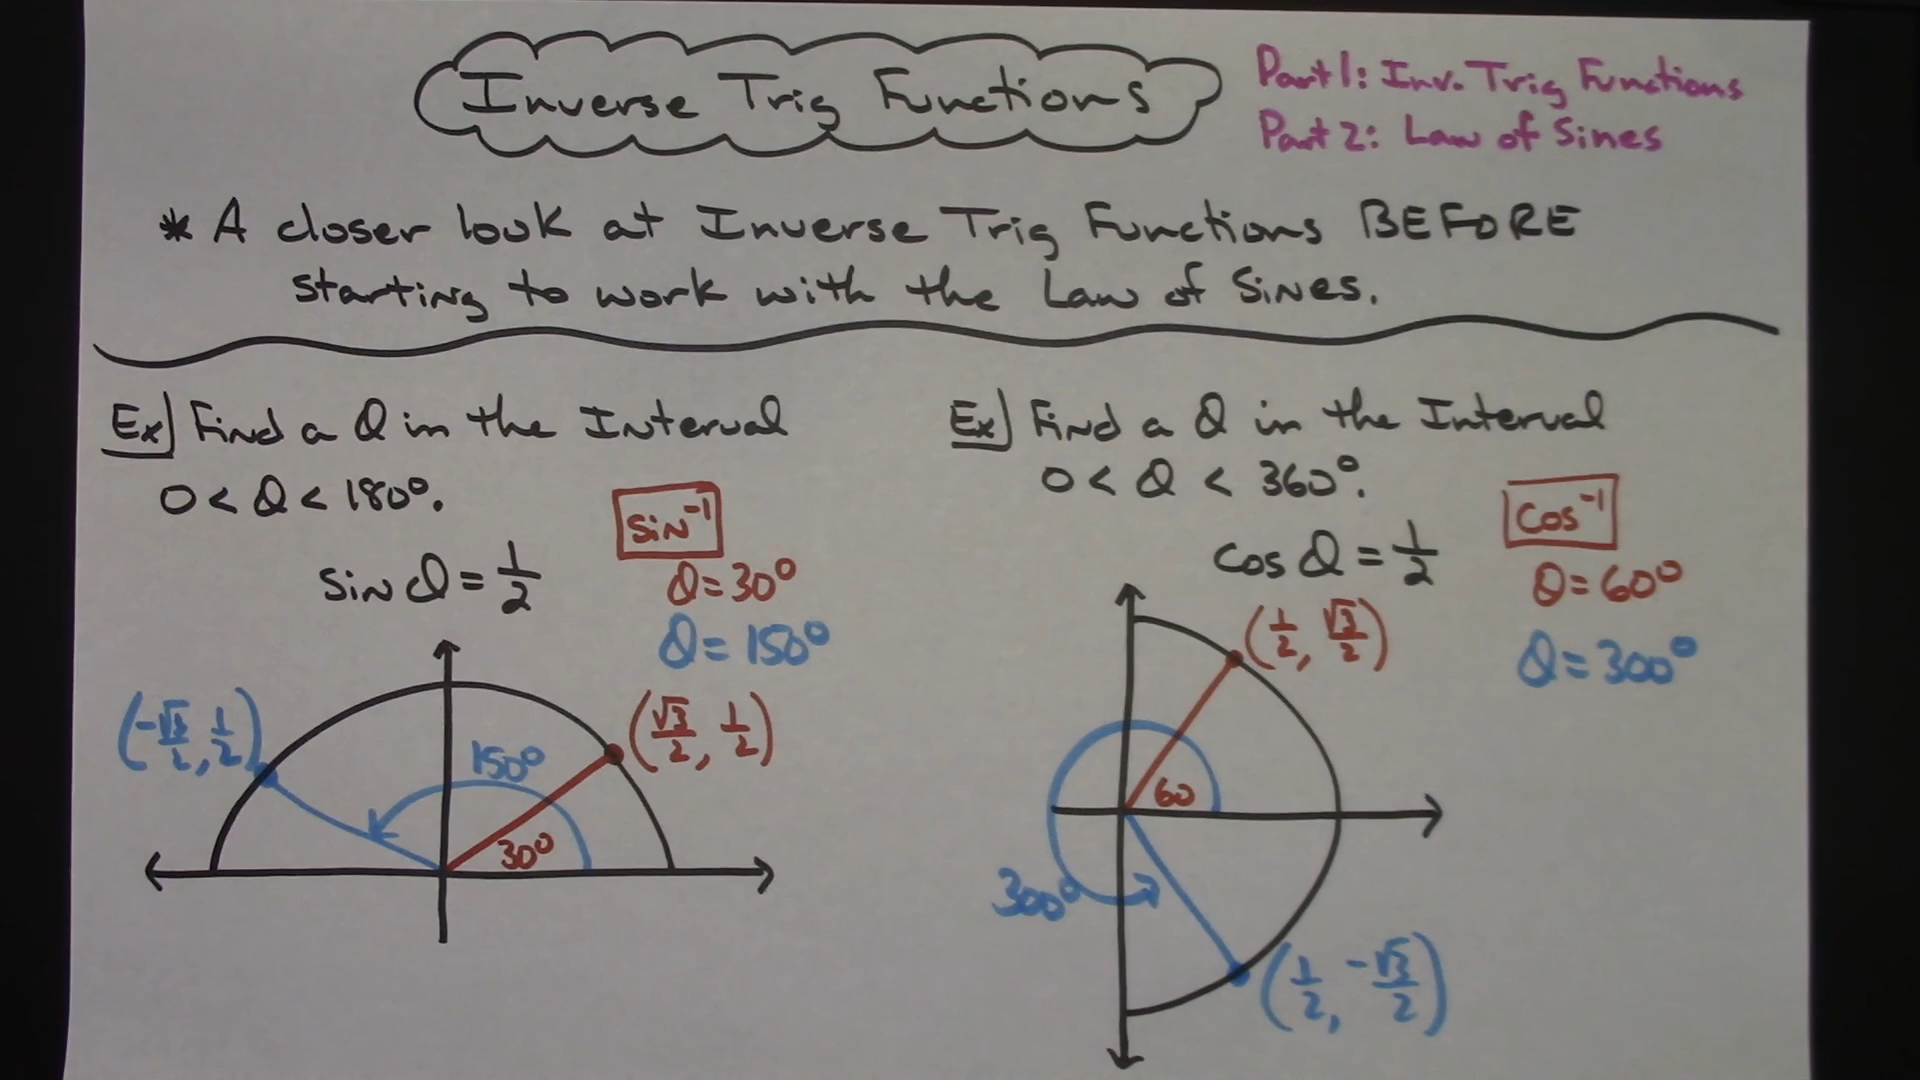 Inverse Trig Functions
Part 1: Inv. Trig Functions
Part 2: Law of Sines
* A closer look at Inverse Trig Functions BEFORE
starting to work with the Law of Sines.
Ex) Find a θ in the Interval
0 < θ < 180°.
sin⁻¹
sin θ = 1/2
θ = 30°
θ = 150°
(-√3/2, 1/2)
150°
(√3/2, 1/2)
30°
Ex) Find a θ in the Interval
0 < θ < 360°.
cos⁻¹
cos θ = 1/2
θ = 60°
θ = 300°
(1/2, √3/2)
60
300°
(1/2, -√3/2)